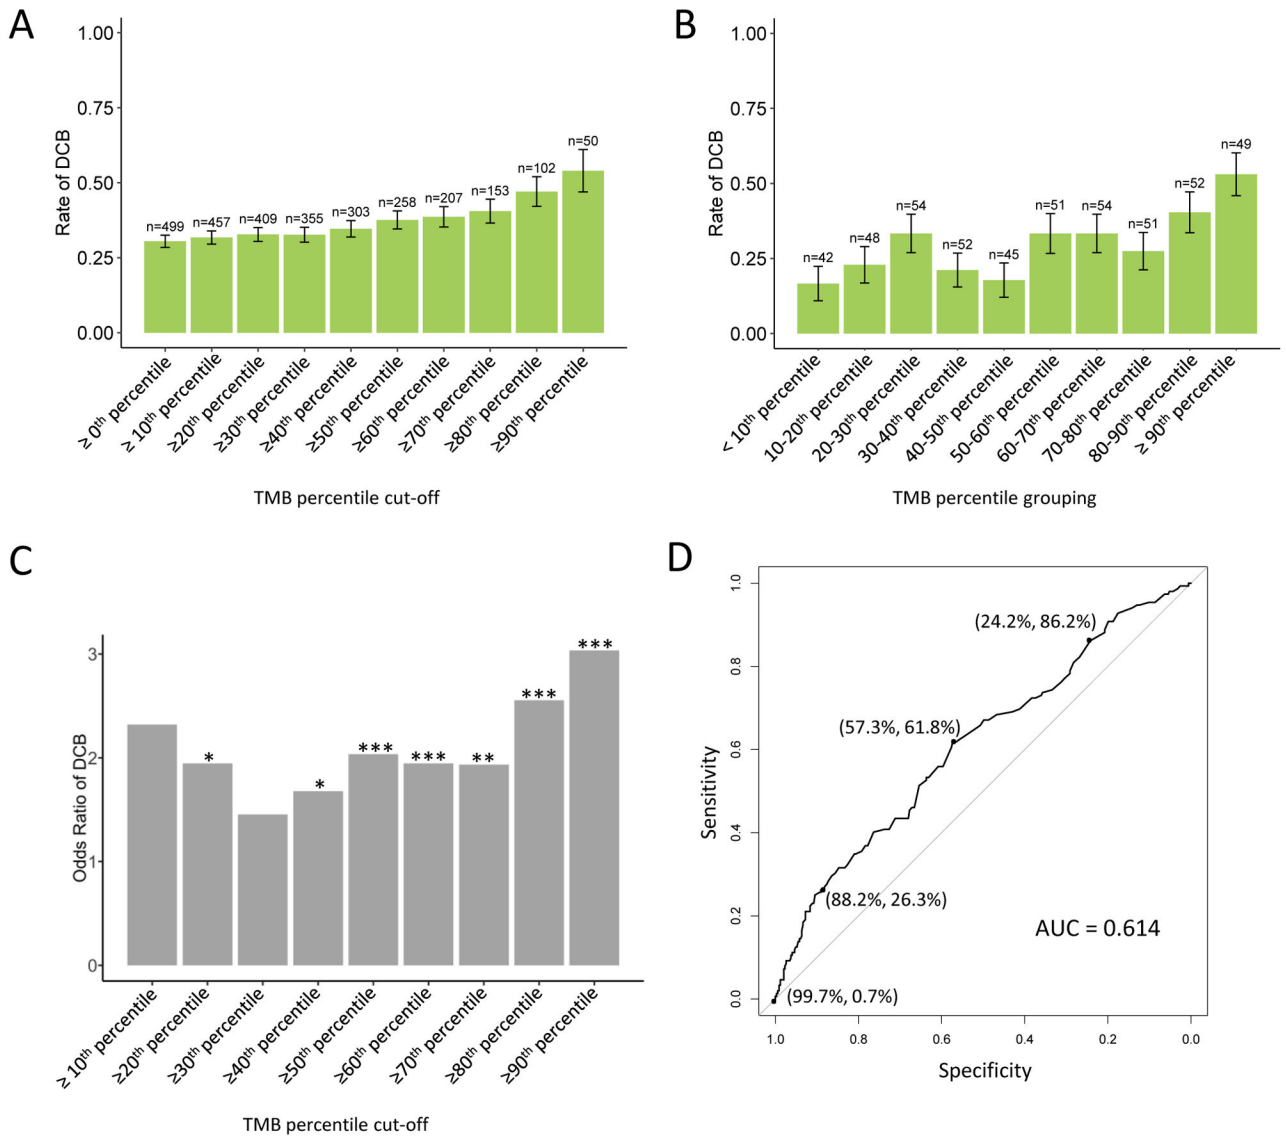 A
1.00
0.75
0.50
0.25
0.00
Rate of DCB
n=499
n=457
n=409
n=355
n=303
n=258
n=207
n=153
n=102
n=50
≥ 0th percentile
≥ 10th percentile
≥20th percentile
≥30th percentile
≥40th percentile
≥50th percentile
≥60th percentile
≥70th percentile
≥80th percentile
≥90th percentile
TMB percentile cut-off
B
1.00
0.75
0.50
0.25
0.00
Rate of DCB
n=42
n=48
n=54
n=52
n=45
n=51
n=54
n=51
n=52
n=49
< 10th percentile
10-20th percentile
20-30th percentile
30-40th percentile
40-50th percentile
50-60th percentile
60-70th percentile
70-80th percentile
80-90th percentile
≥ 90th percentile
TMB percentile grouping
C
3
2
1
0
Odds Ratio of DCB
*
*
***
***
**
***
***
≥ 10th percentile
≥20th percentile
≥30th percentile
≥40th percentile
≥50th percentile
≥60th percentile
≥70th percentile
≥80th percentile
≥90th percentile
TMB percentile cut-off
D
1.0
0.8
0.6
0.4
0.2
0.0
Sensitivity
(24.2%, 86.2%)
(57.3%, 61.8%)
(88.2%, 26.3%)
(99.7%, 0.7%)
AUC = 0.614
1.0
0.8
0.6
0.4
0.2
0.0
Specificity